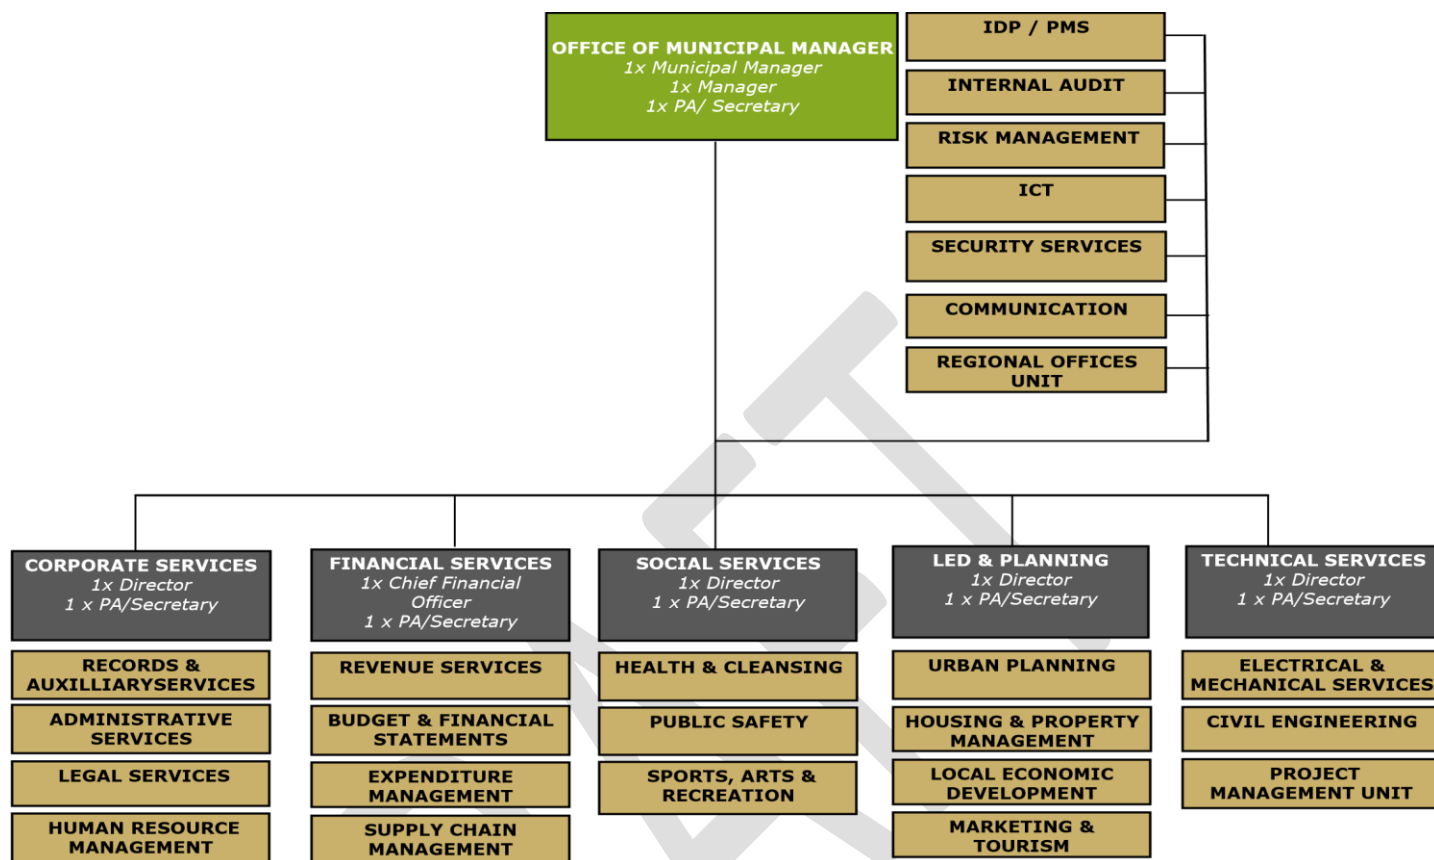 OFFICE OF MUNICIPAL MANAGER
1x Municipal Manager
1x Manager
1x PA/ Secretary
IDP / PMS
INTERNAL AUDIT
RISK MANAGEMENT
ICT
SECURITY SERVICES
COMMUNICATION
REGIONAL OFFICES
UNIT
CORPORATE SERVICES
1x Director
1 x PA/Secretary
RECORDS &
AUXILLIARYSERVICES
ADMINISTRATIVE
SERVICES
LEGAL SERVICES
HUMAN RESOURCE
MANAGEMENT
FINANCIAL SERVICES
1x Chief Financial
Officer
1 x PA/Secretary
REVENUE SERVICES
BUDGET & FINANCIAL
STATEMENTS
EXPENDITURE
MANAGEMENT
SUPPLY CHAIN
MANAGEMENT
SOCIAL SERVICES
1x Director
1 x PA/Secretary
HEALTH & CLEANSING
PUBLIC SAFETY
SPORTS, ARTS &
RECREATION
LED & PLANNING
1x Director
1 x PA/Secretary
URBAN PLANNING
HOUSING & PROPERTY
MANAGEMENT
LOCAL ECONOMIC
DEVELOPMENT
MARKETING &
TOURISM
TECHNICAL SERVICES
1x Director
1 x PA/Secretary
ELECTRICAL &
MECHANICAL SERVICES
CIVIL ENGINEERING
PROJECT
MANAGEMENT UNIT